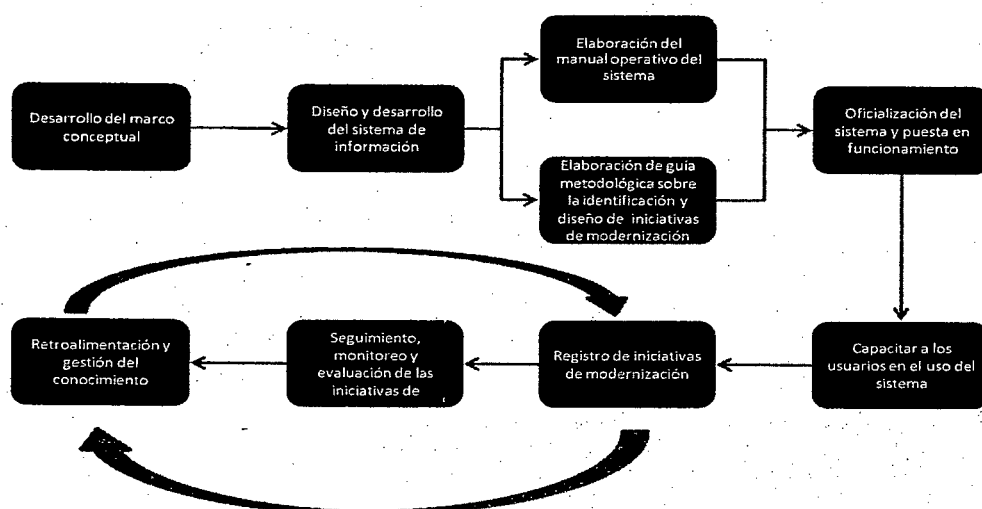 Desarrollo del marco
conceptual
Diseño y desarrollo
del sistema de
información
Elaboración del
manual operativo del
sistema
Elaboración de guía
metodológica sobre
la identificación y
diseño de iniciativas
de modernización
Oficialización del
sistema y puesta en
funcionamiento
Capacitar a los
usuarios en el uso del
sistema
Registro de iniciativas
de modernización
Seguimiento,
monitoreo y
evaluación de las
iniciativas de
Retroalimentación y
gestión del
conocimiento